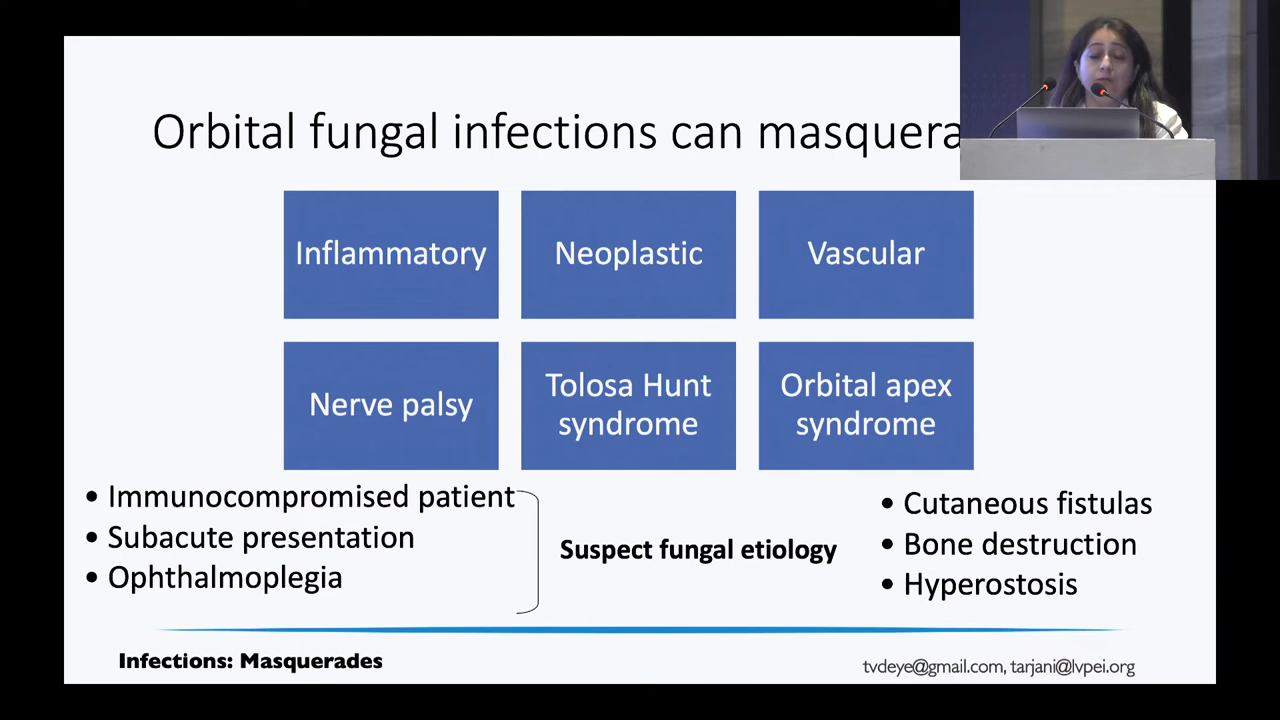 Orbital fungal infections can masquera
Inflammatory
Neoplastic
Vascular
Nerve palsy
Tolosa Hunt
syndrome
Orbital apex
syndrome
• Immunocompromised patient
• Subacute presentation
• Ophthalmoplegia
Suspect fungal etiology
• Cutaneous fistulas
• Bone destruction
• Hyperostosis
Infections: Masquerades
tvdeye@gmail.com, tarjani@lvpei.org